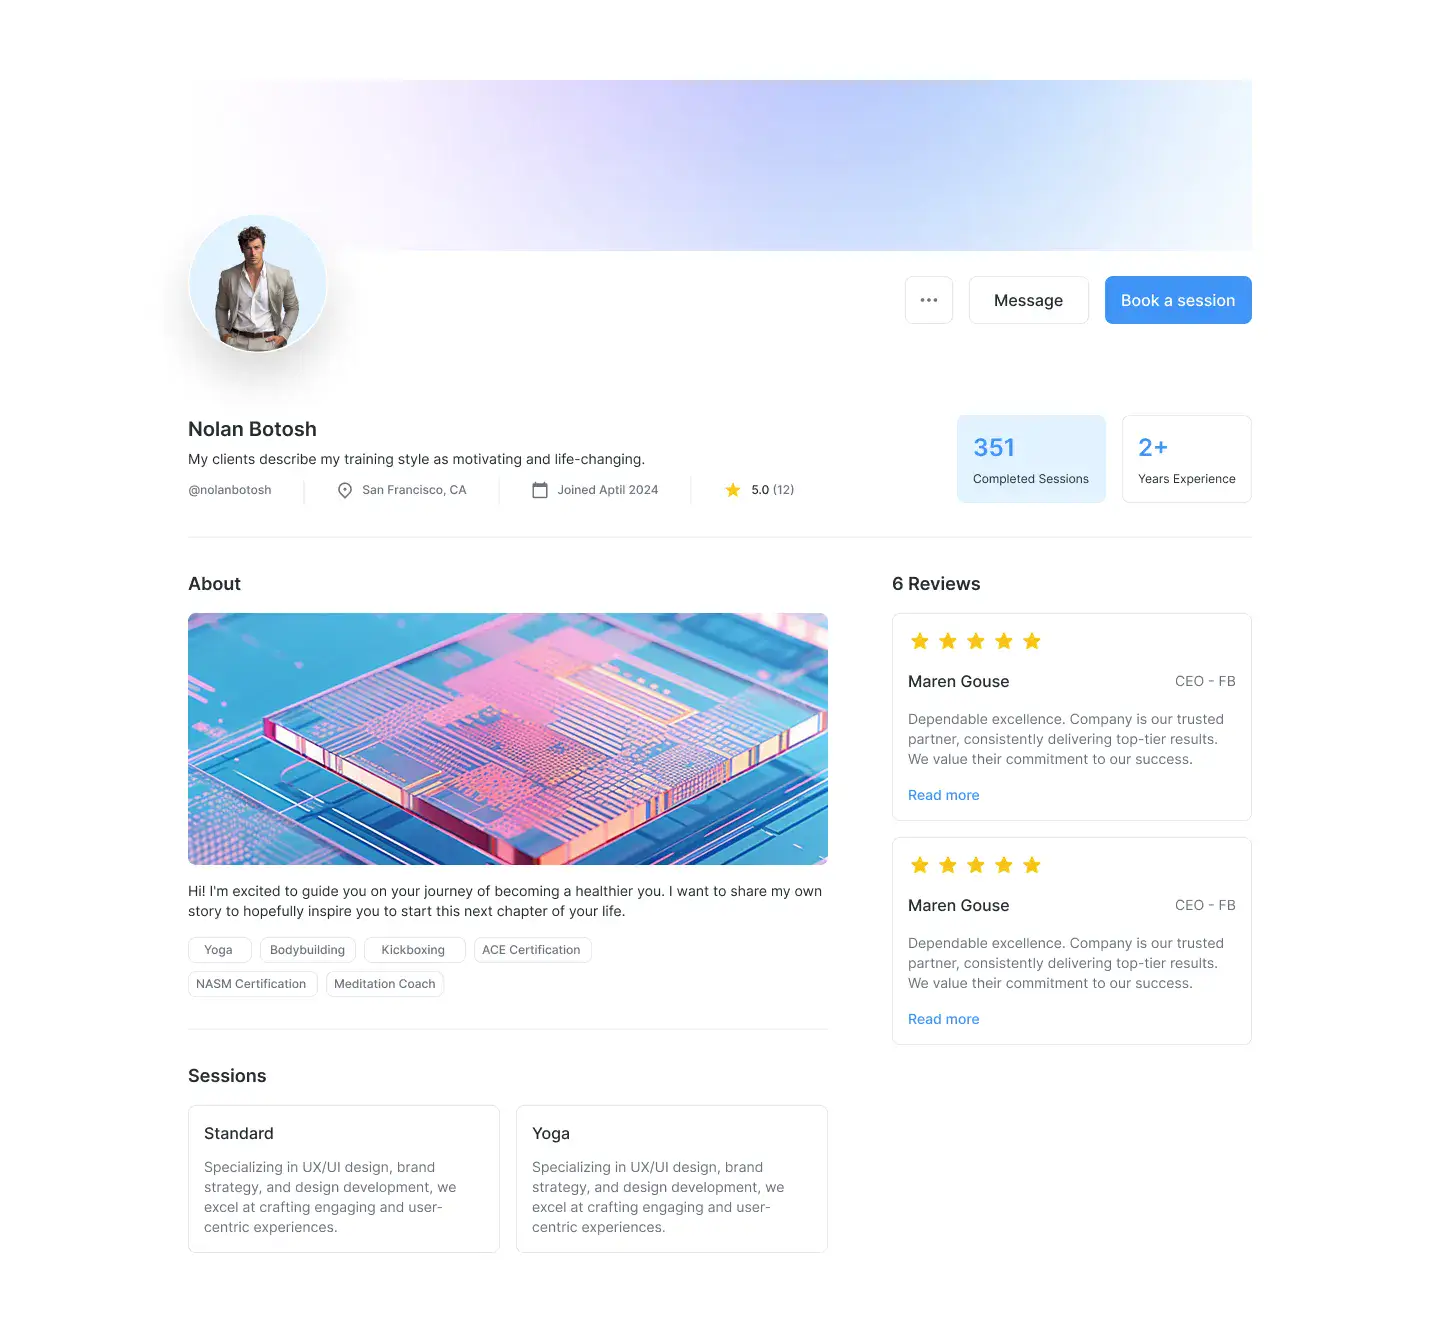 Message
Book a session
Nolan Botosh
My clients describe my training style as motivating and life-changing.
@nolanbotosh
San Francisco, CA
Joined Aptil 2024
5.0 (12)
351
Completed Sessions
2+
Years Experience
About
Hi! I'm excited to guide you on your journey of becoming a healthier you. I want to share my own
story to hopefully inspire you to start this next chapter of your life.
Yoga
Bodybuilding
Kickboxing
ACE Certification
NASM Certification
Meditation Coach
Sessions
Standard
Specializing in UX/UI design, brand
strategy, and design development, we
excel at crafting engaging and user-
centric experiences.
Yoga
Specializing in UX/UI design, brand
strategy, and design development, we
excel at crafting engaging and user-
centric experiences.
6 Reviews
Maren Gouse
CEO - FB
Dependable excellence. Company is our trusted
partner, consistently delivering top-tier results.
We value their commitment to our success.
Read more
Maren Gouse
CEO - FB
Dependable excellence. Company is our trusted
partner, consistently delivering top-tier results.
We value their commitment to our success.
Read more